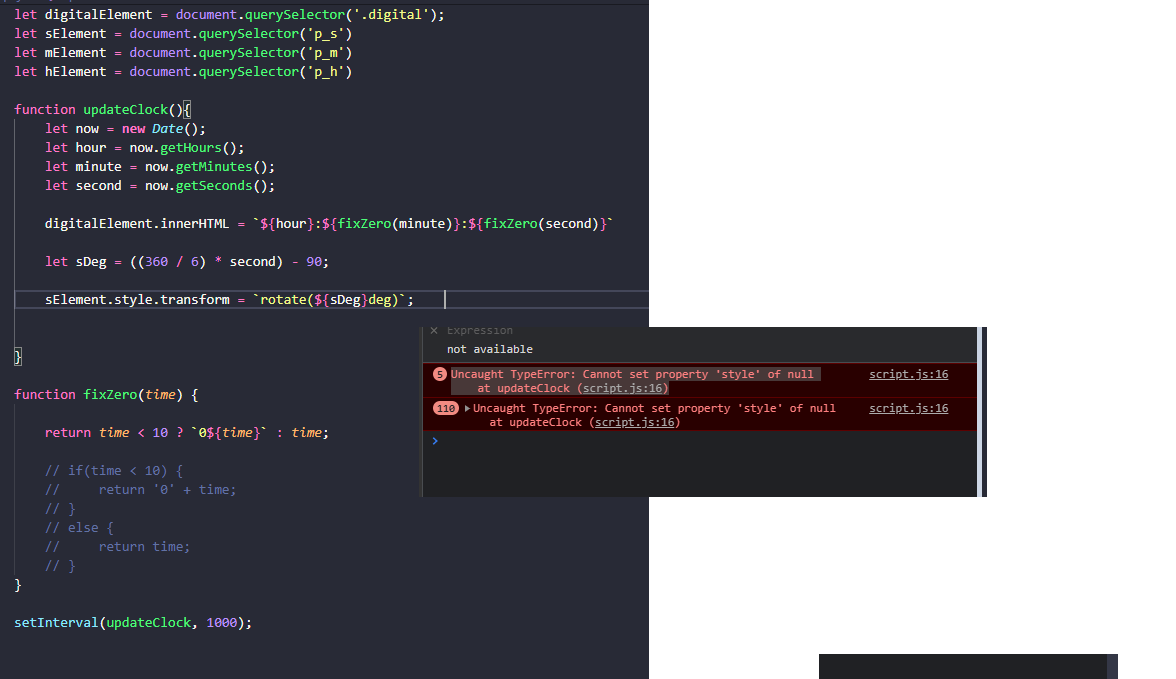 let digitalElement = document.querySelector('.digital');
let sElement = document.querySelector('p_s')
let mElement = document.querySelector('p_m')
let hElement = document.querySelector('p_h')
function updateClock(){
let now = new Date();
let hour = now.getHours();
let minute = now.getMinutes();
let second = now.getSeconds();
digitalElement.innerHTML = `${hour}:${fixZero(minute)}:${fixZero(second)}`
let sDeg = ((360 / 6) * second) - 90;
sElement.style.transform = `rotate(${sDeg}deg)`;
}
function fixZero(time) {
return time < 10 ? `0${time}` : time;
// if(time < 10) {
//     return '0' + time;
// }
// else {
//     return time;
// }
}
setInterval(updateClock, 1000);
× Expression
not available
5 Uncaught TypeError: Cannot set property 'style' of null script.js:16
at updateClock (script.js:16)
110 ▸Uncaught TypeError: Cannot set property 'style' of null script.js:16
at updateClock (script.js:16)
›